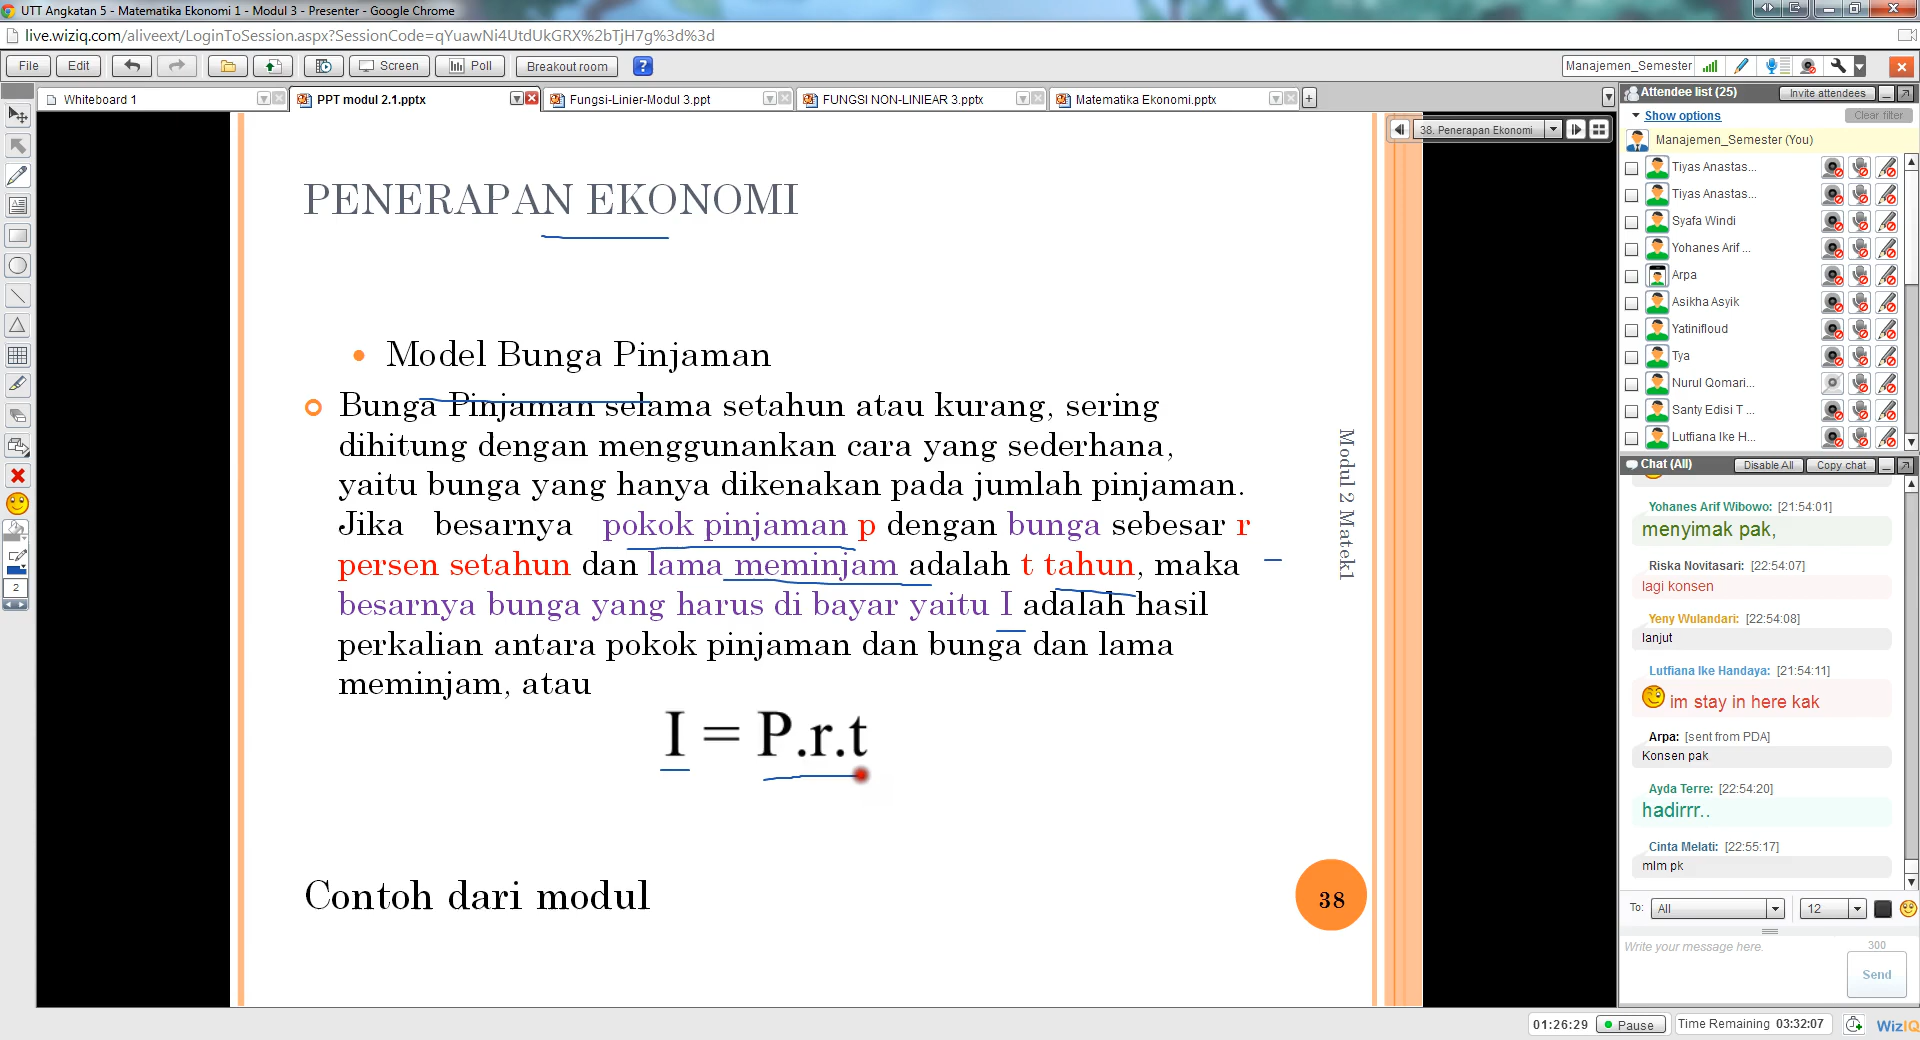 UTT Angkatan 5 - Matematika Ekonomi 1 - Modul 3 - Presenter - Google Chrome
live.wiziq.com/aliveext/LoginToSession.aspx?SessionCode=qYuawNi4UtdUkGRX%2bTjH7g%3d%3d
File Edit Screen Poll Breakout room ? Manajemen_Semester
Whiteboard 1 PPT modul 2.1.pptx Fungsi-Linier-Modul 3.ppt FUNGSI NON-LINIEAR 3.pptx Matematika Ekonomi.pptx
38. Penerapan Ekonomi
PENERAPAN EKONOMI
Model Bunga Pinjaman
Bunga Pinjaman selama setahun atau kurang, sering
dihitung dengan menggunankan cara yang sederhana,
yaitu bunga yang hanya dikenakan pada jumlah pinjaman.
Jika besarnya pokok pinjaman p dengan bunga sebesar r
persen setahun dan lama meminjam adalah t tahun, maka
besarnya bunga yang harus di bayar yaitu I adalah hasil
perkalian antara pokok pinjaman dan bunga dan lama
meminjam, atau
I = P.r.t
Contoh dari modul
Modul 2 Matek1
38
2
Attendee list (25) Invite attendees
Show options Clear filter
Manajemen_Semester (You)
Tiyas Anastas...
Tiyas Anastas...
Syafa Windi
Yohanes Arif ...
Arpa
Asikha Asyik
Yatinifloud
Tya
Nurul Qomari...
Santy Edisi T ...
Lutfiana Ike H...
Chat (All) Disable All Copy chat
Yohanes Arif Wibowo: [21:54:01]
menyimak pak,
Riska Novitasari: [22:54:07]
lagi konsen
Yeny Wulandari: [22:54:08]
lanjut
Lutfiana Ike Handaya: [21:54:11]
im stay in here kak
Arpa: [sent from PDA]
Konsen pak
Ayda Terre: [22:54:20]
hadirrr..
Cinta Melati: [22:55:17]
mlm pk
To: All 12
Write your message here. 300
Send
01:26:29 Pause Time Remaining 03:32:07 WizIQ